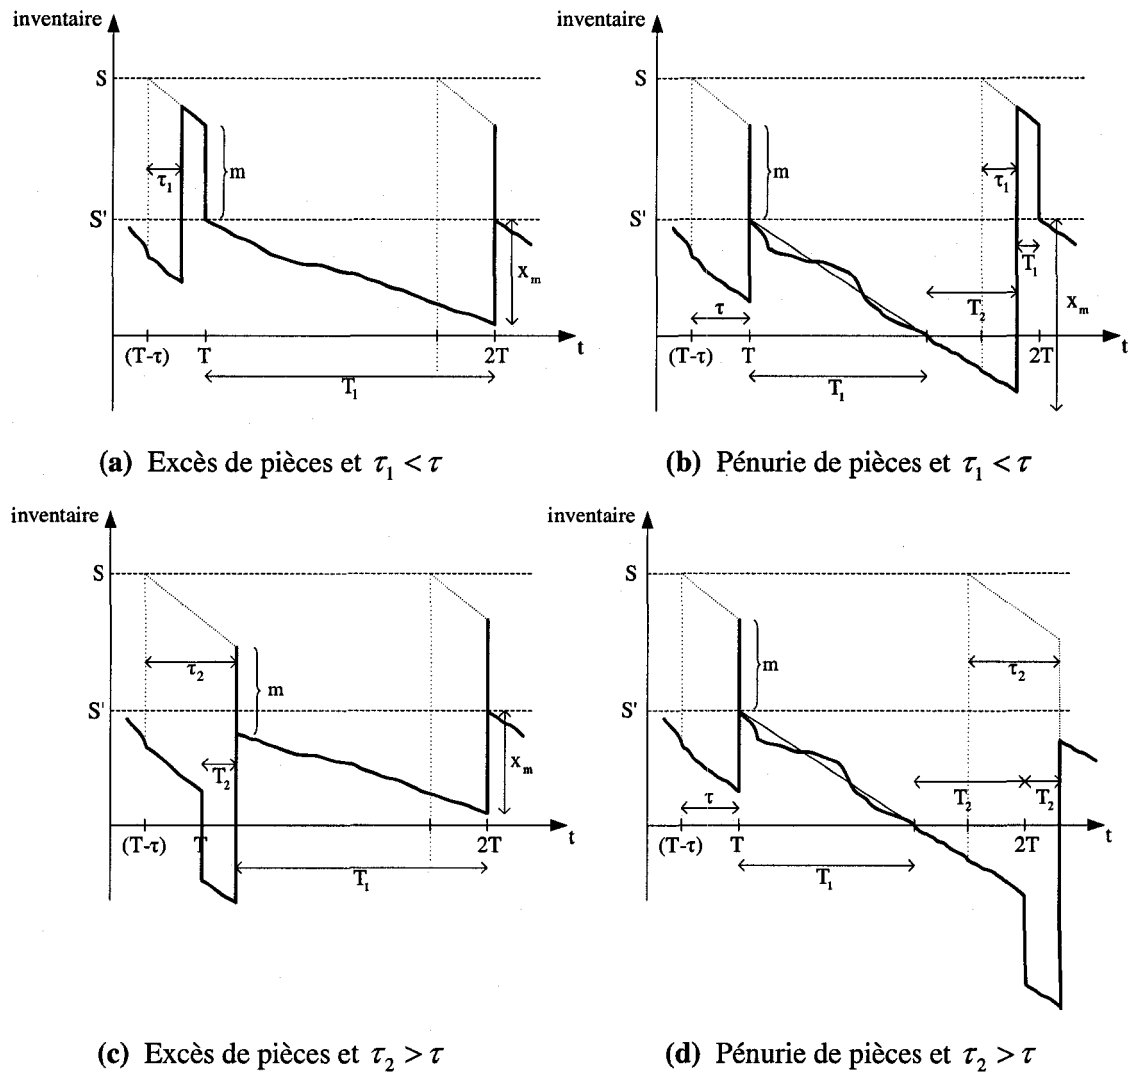 inventaire
S
τ₁
m
S'
xₘ
(T-τ) T 2T t
T₁
(a) Excès de pièces et τ₁ < τ
inventaire
S
m
τ₁
S'
T₁
T₂
xₘ
τ
(T-τ) T 2T t
T₁
(b) Pénurie de pièces et τ₁ < τ
inventaire
S
τ₂
m
S'
T₂
xₘ
(T-τ) T 2T t
T₁
(c) Excès de pièces et τ₂ > τ
inventaire
S
m
τ₂
S'
τ
T₂ T₂
(T-τ) T 2T t
T₁
(d) Pénurie de pièces et τ₂ > τ